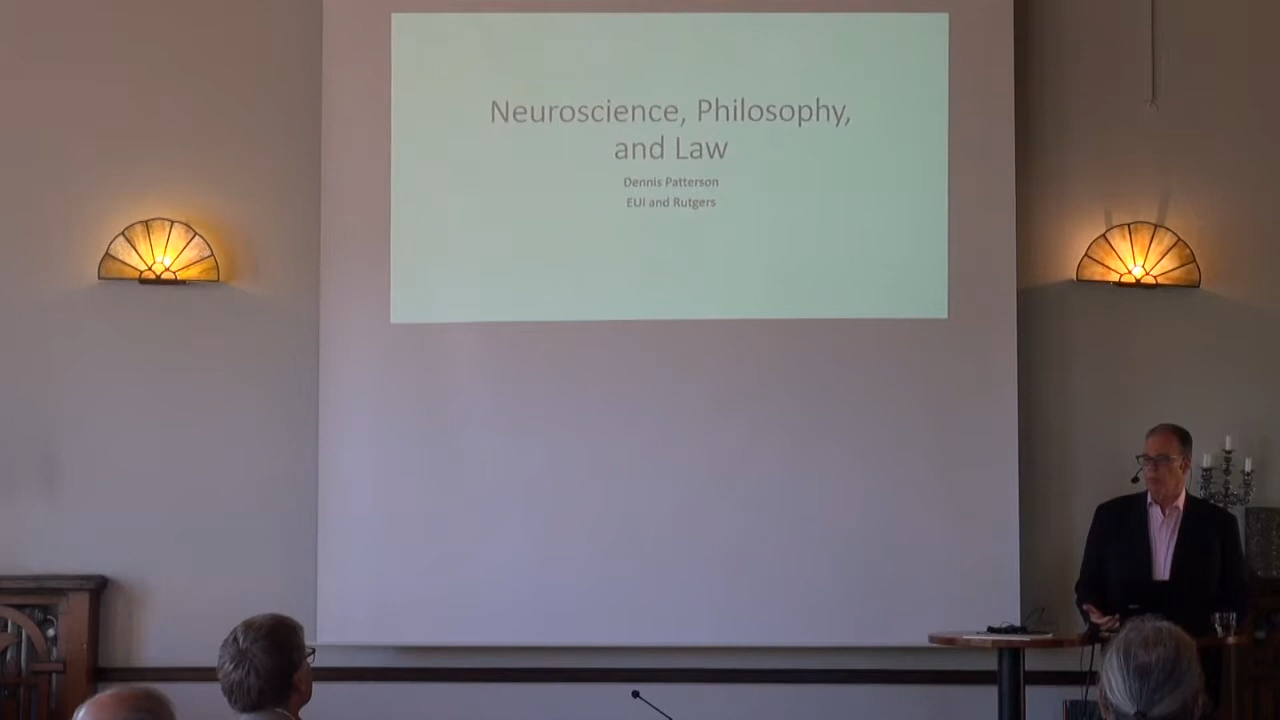 Neuroscience, Philosophy,
and Law
Dennis Patterson
EUI and Rutgers